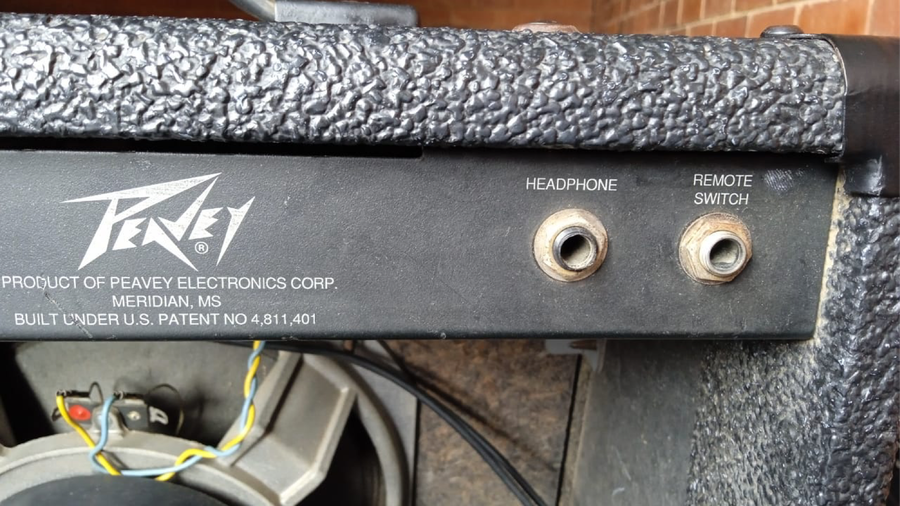 PEAVEY ®
PRODUCT OF PEAVEY ELECTRONICS CORP.
MERIDIAN, MS
BUILT UNDER U.S. PATENT NO 4,811,401
HEADPHONE
REMOTE
SWITCH